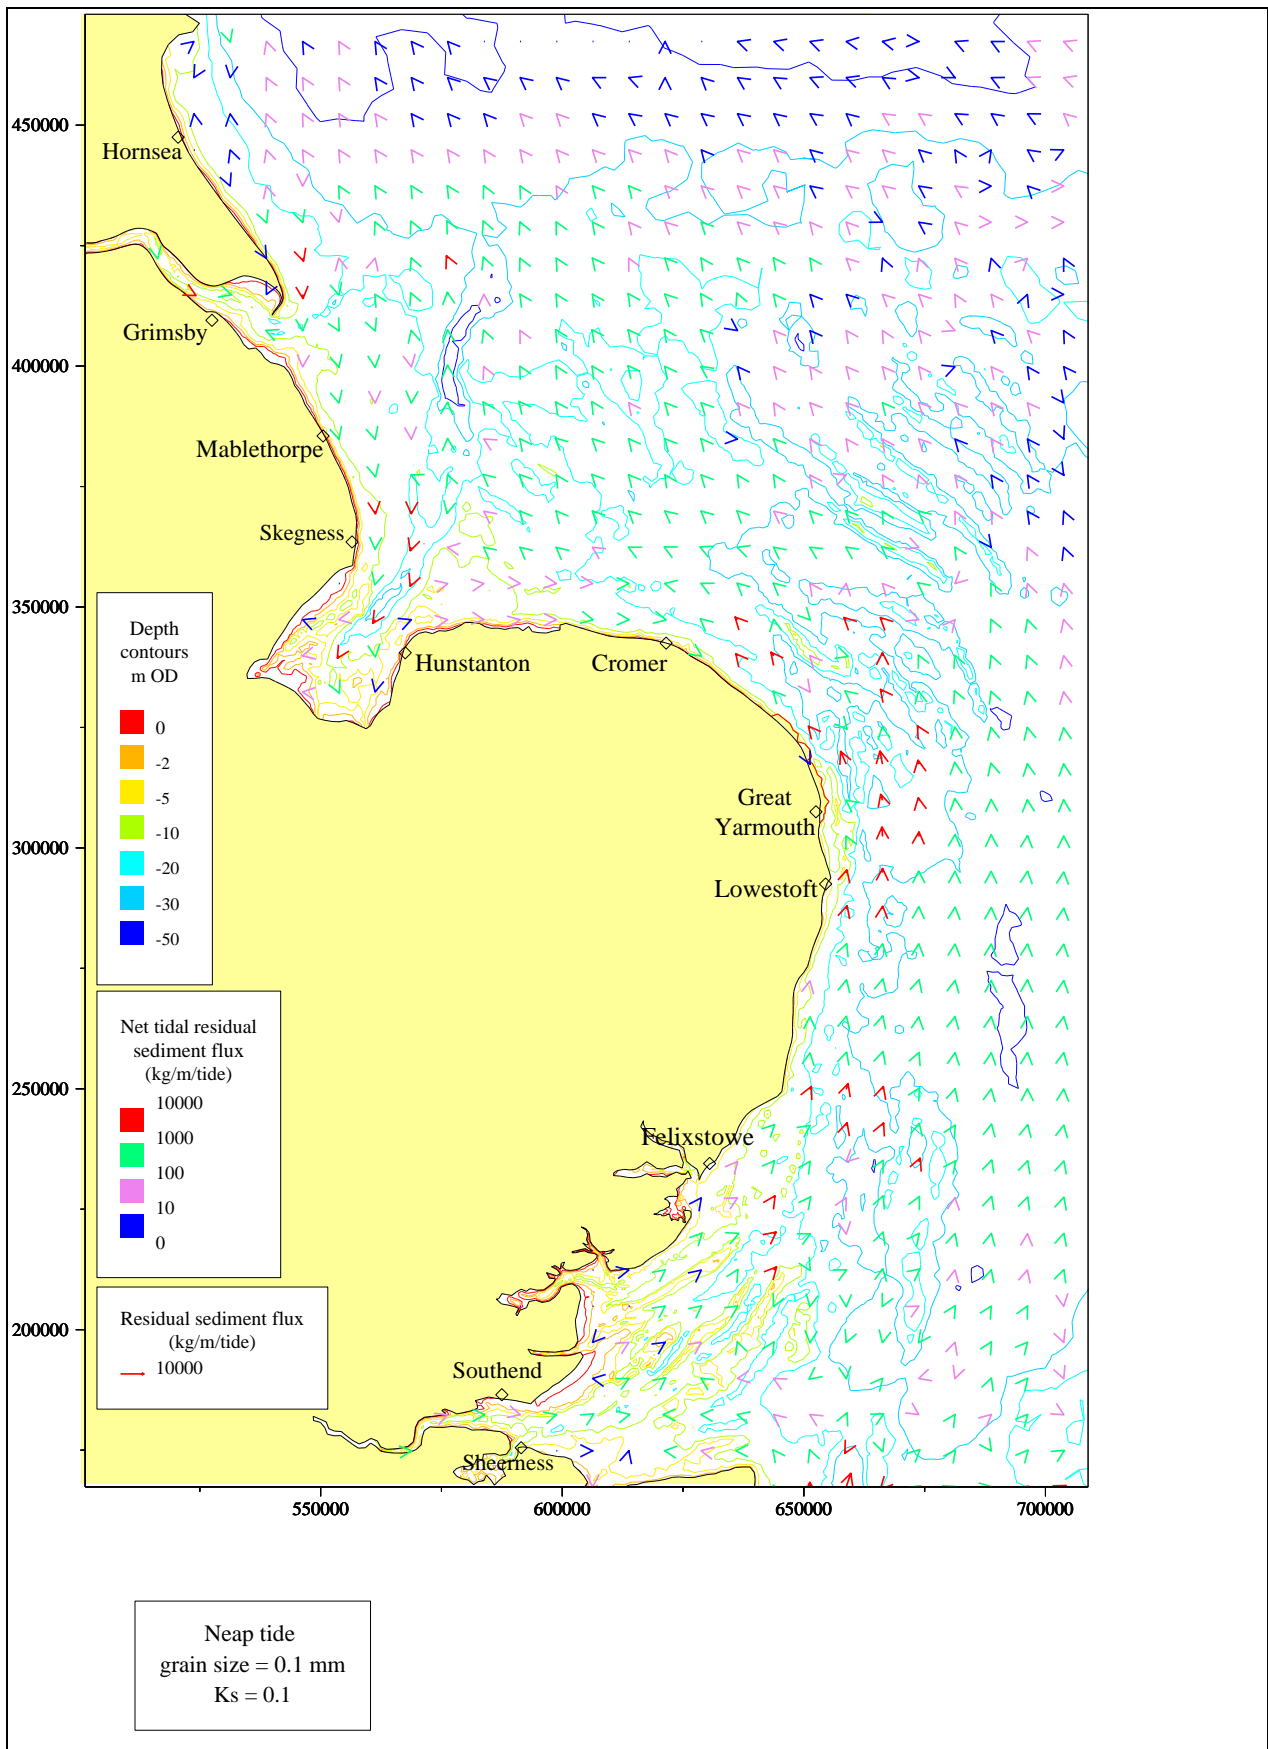 450000
Hornsea
Grimsby
400000
Mablethorpe
Skegness
350000
Depth
contours
m OD
0
-2
-5
-10
-20
-30
-50
Hunstanton
Cromer
Great
Yarmouth
300000
Lowestoft
Net tidal residual
sediment flux
(kg/m/tide)
10000
1000
100
10
0
250000
Felixstowe
Residual sediment flux
(kg/m/tide)
10000
200000
Southend
Sheerness
550000
600000
650000
700000
Neap tide
grain size = 0.1 mm
Ks = 0.1